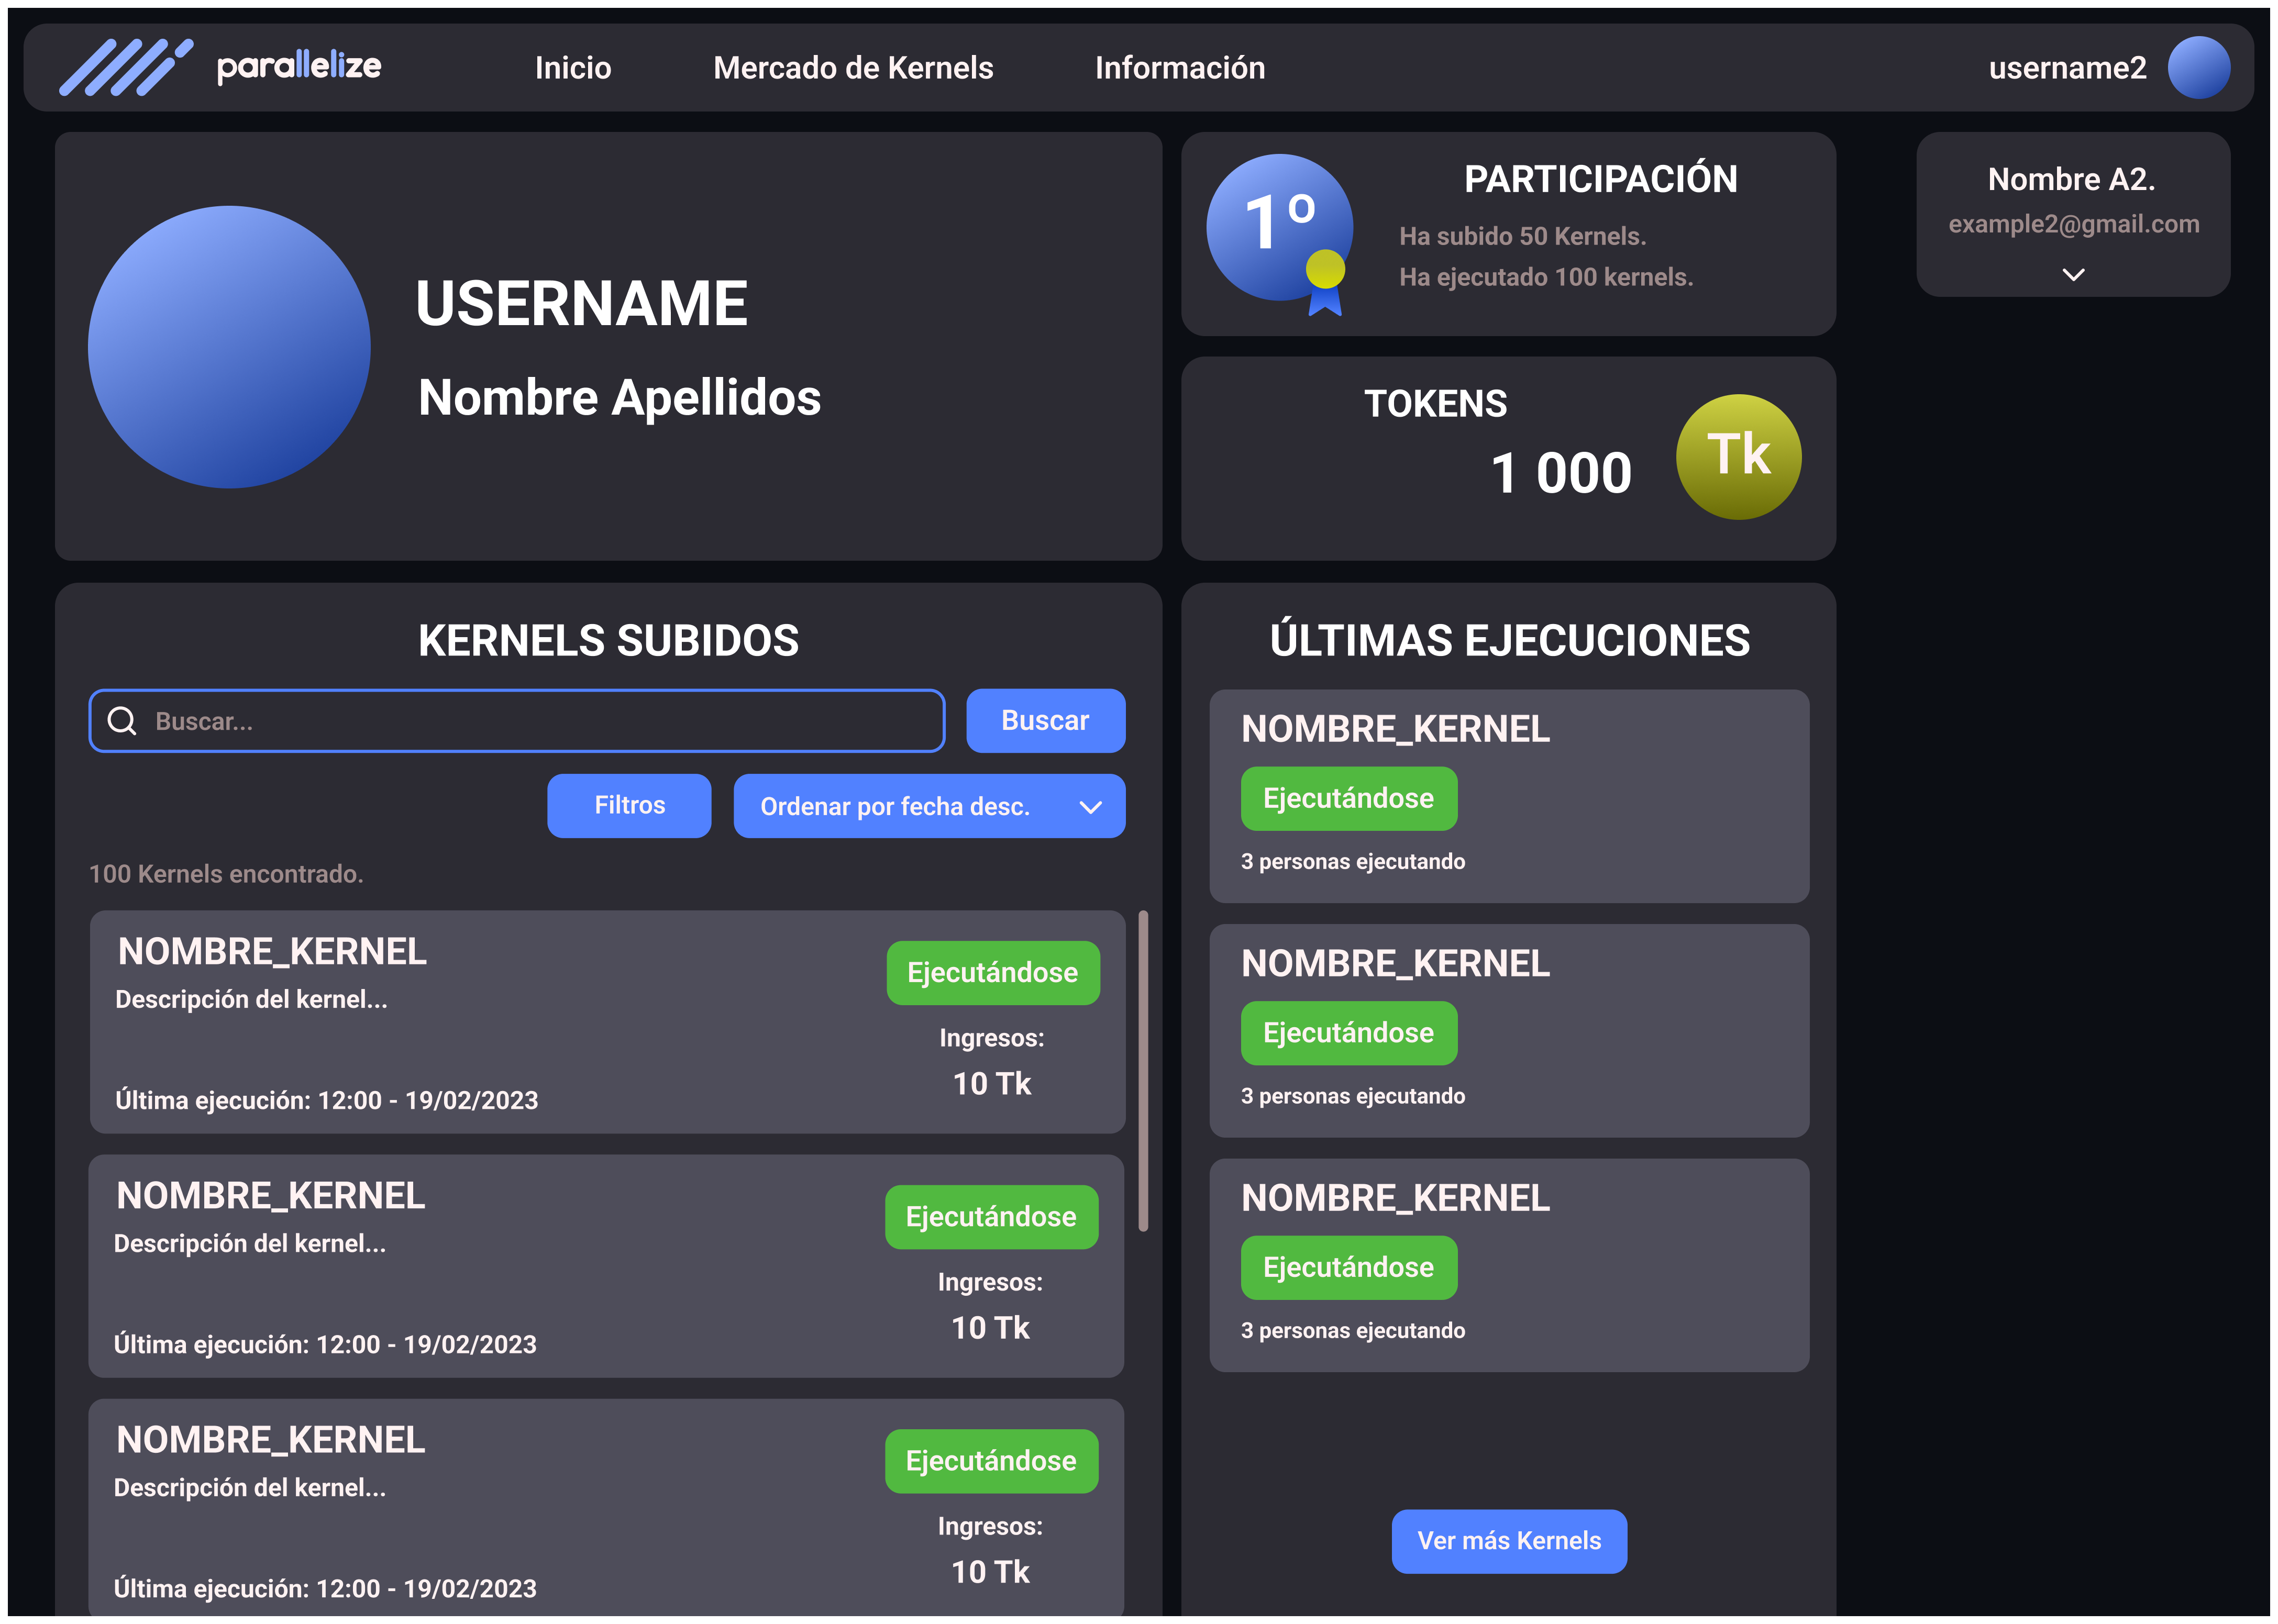 parallelize
Inicio
Mercado de Kernels
Información
username2
USERNAME
Nombre Apellidos
1º
PARTICIPACIÓN
Ha subido 50 Kernels.
Ha ejecutado 100 kernels.
TOKENS
1 000
Tk
Nombre A2.
example2@gmail.com
KERNELS SUBIDOS
Buscar...
Buscar
Filtros
Ordenar por fecha desc.
100 Kernels encontrado.
NOMBRE_KERNEL
Descripción del kernel...
Última ejecución: 12:00 - 19/02/2023
Ejecutándose
Ingresos:
10 Tk
NOMBRE_KERNEL
Descripción del kernel...
Última ejecución: 12:00 - 19/02/2023
Ejecutándose
Ingresos:
10 Tk
NOMBRE_KERNEL
Descripción del kernel...
Última ejecución: 12:00 - 19/02/2023
Ejecutándose
Ingresos:
10 Tk
ÚLTIMAS EJECUCIONES
NOMBRE_KERNEL
Ejecutándose
3 personas ejecutando
NOMBRE_KERNEL
Ejecutándose
3 personas ejecutando
NOMBRE_KERNEL
Ejecutándose
3 personas ejecutando
Ver más Kernels